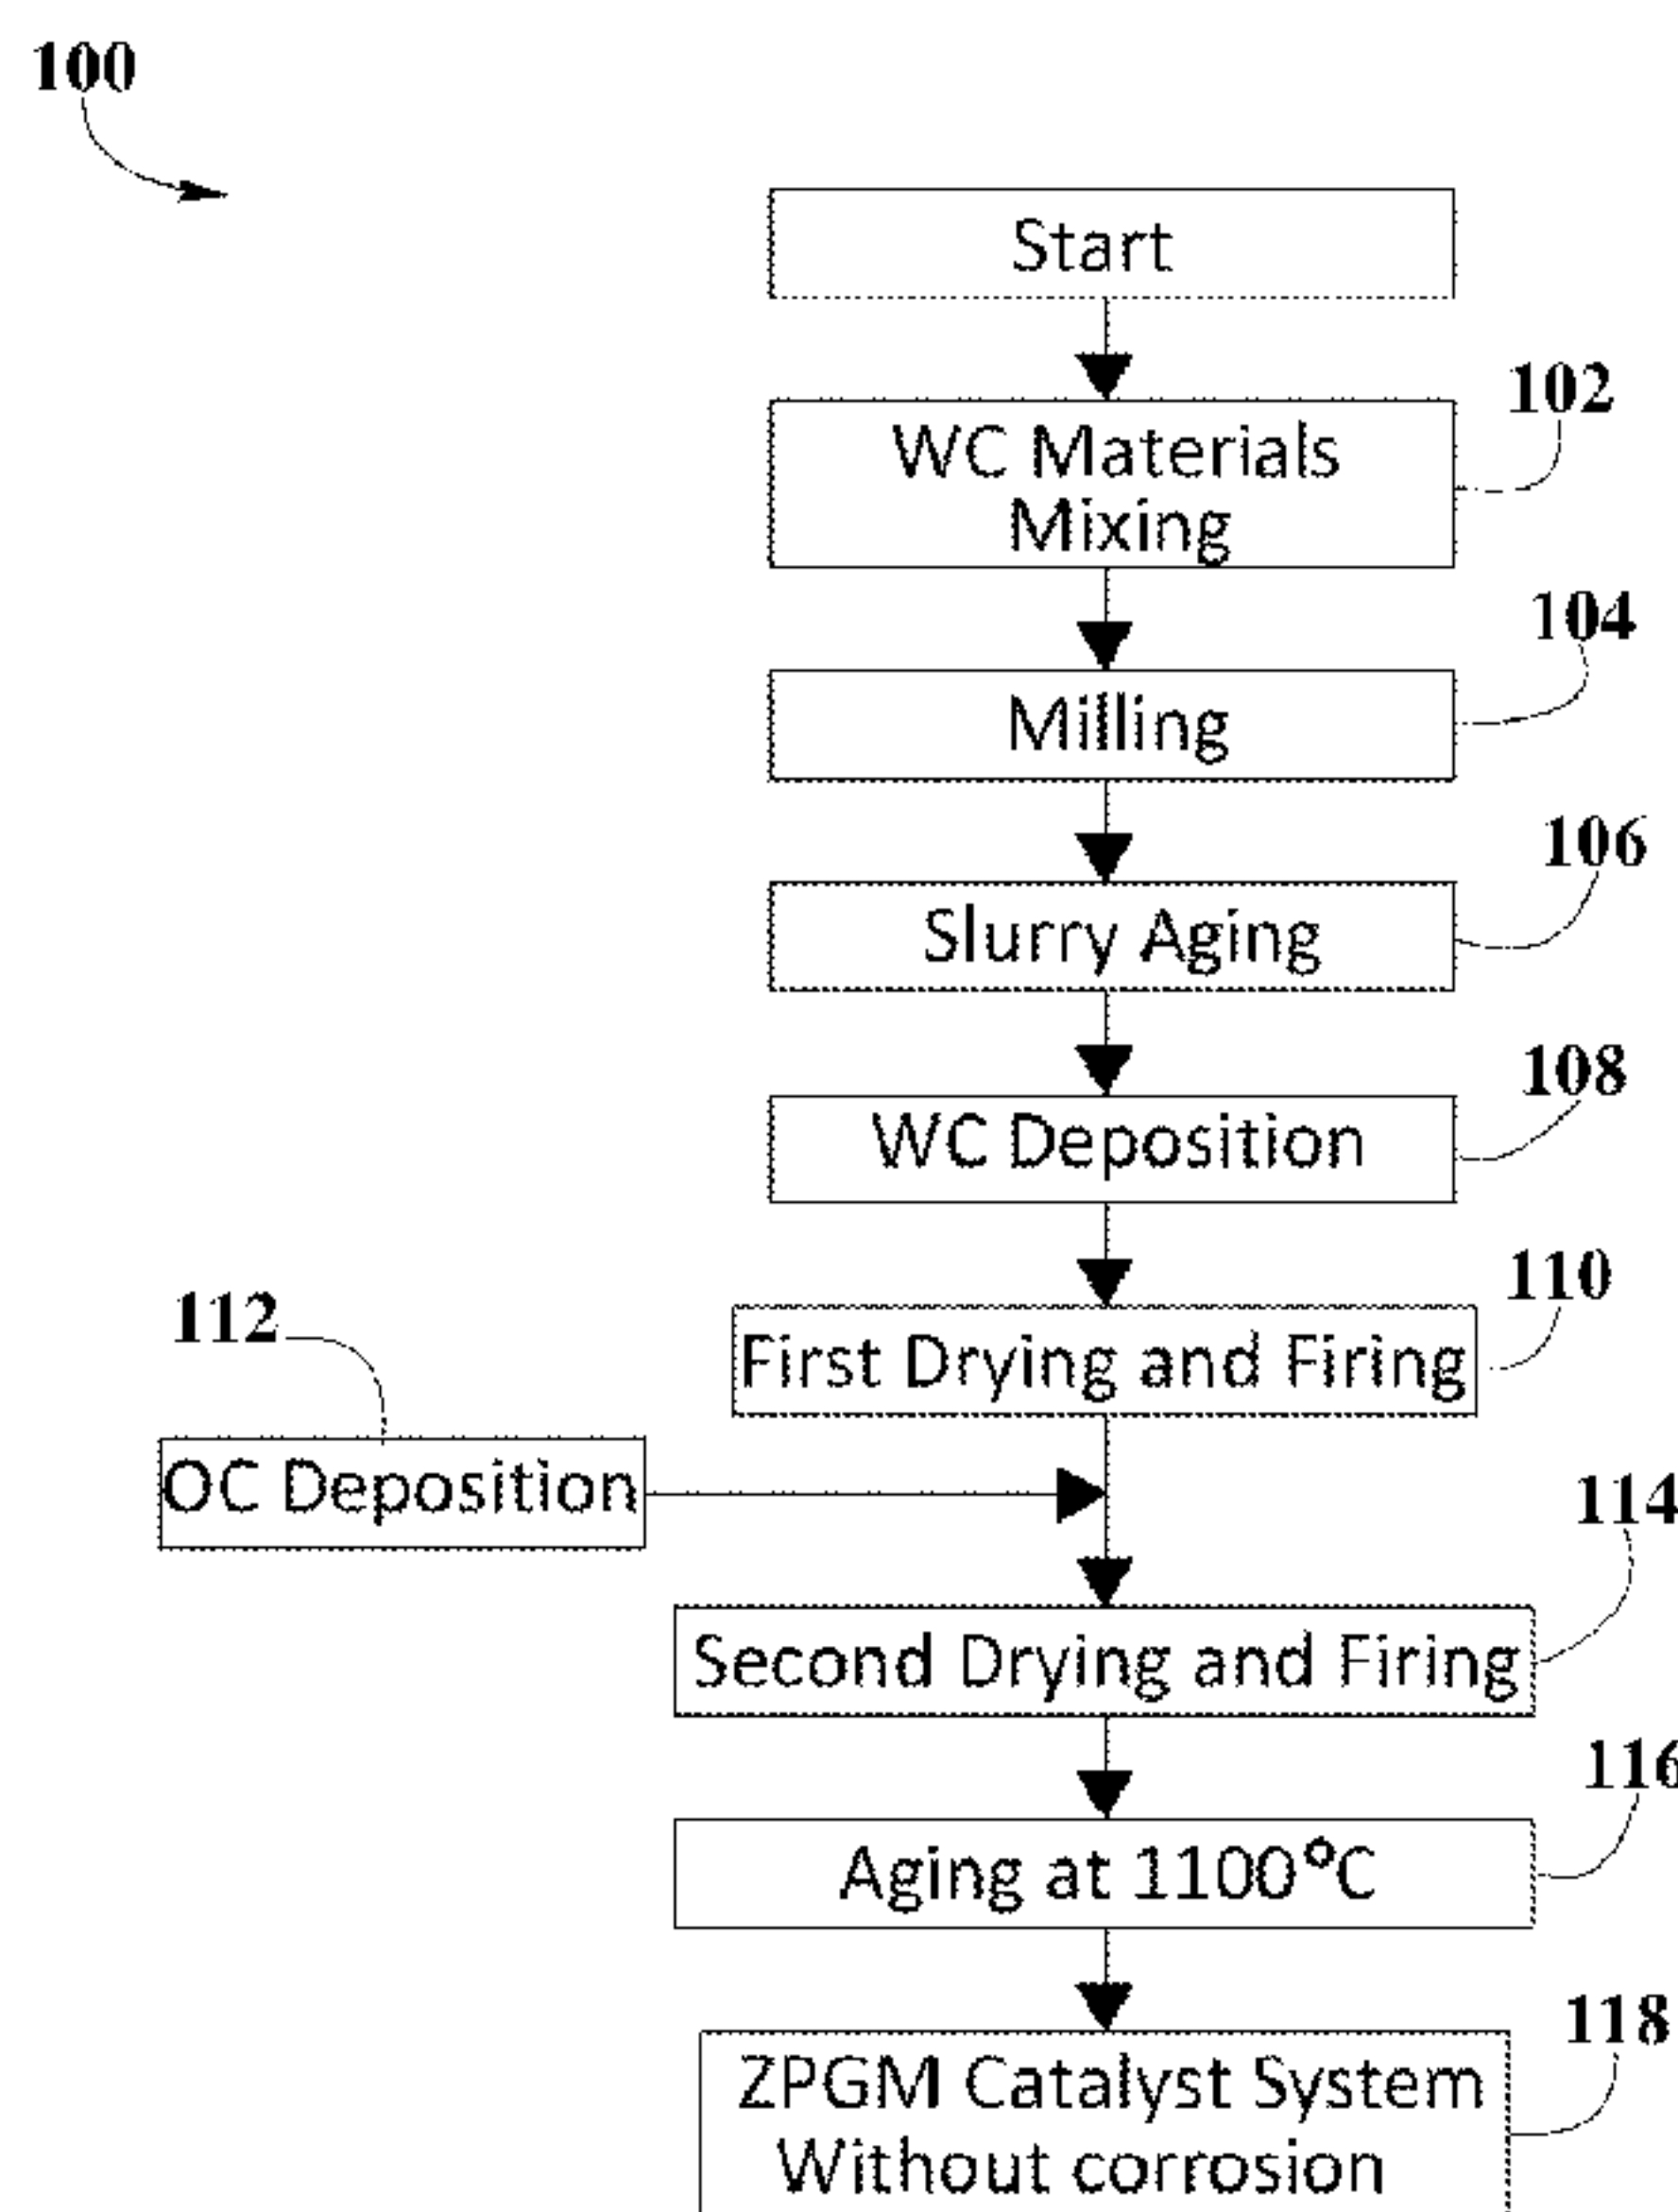 100
Start
102
WC Materials
Mixing
104
Milling
106
Slurry Aging
108
WC Deposition
110
First Drying and Firing
112
OC Deposition
114
Second Drying and Firing
116
Aging at 1100°C
118
ZPGM Catalyst System
Without corrosion